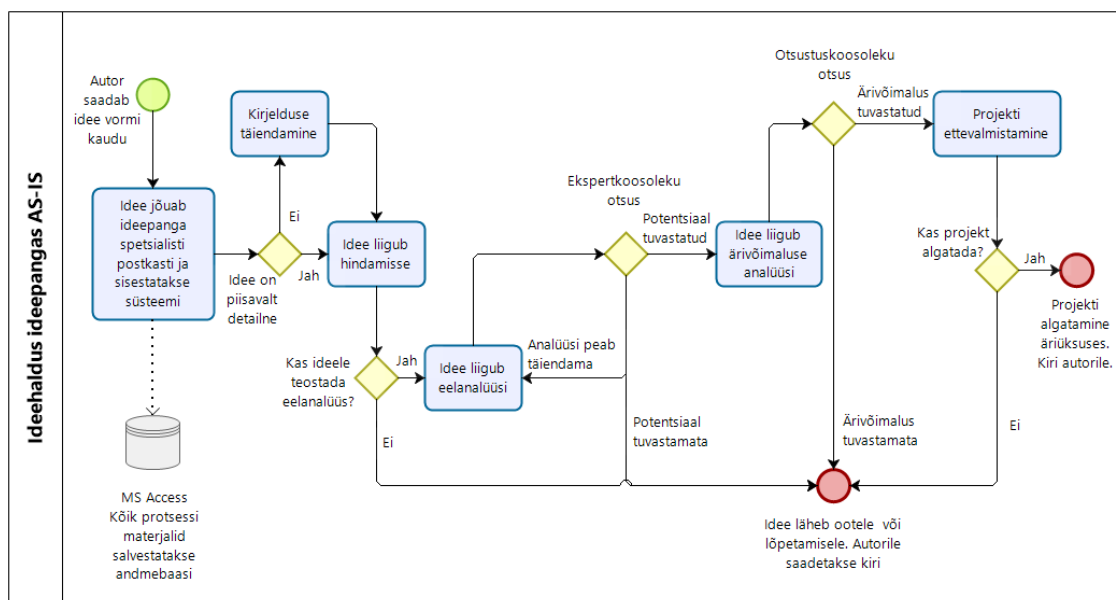 Ideehaldus ideepangas AS-IS
Autor
saadab
idee vormi
kaudu
Idee jõuab
ideepanga
spetsialisti
postkasti ja
sisestatakse
süsteemi
MS Access
Kõik protsessi
materjalid
salvestatakse
andmebaasi
Idee on
piisavalt
detailne
Ei
Jah
Kirjelduse
täiendamine
Idee liigub
hindamisse
Kas ideele
teostada
eelanalüüs?
Jah
Ei
Idee liigub
eelanalüüsi
Analüüsi peab
täiendama
Ekspertkoosoleku
otsus
Potentsiaal
tuvastatud
Potentsiaal
tuvastamata
Idee liigub
ärivõimaluse
analüüsi
Otsustuskoosoleku
otsus
Ärivõimalus
tuvastatud
Ärivõimalus
tuvastamata
Projekti
ettevalmistamine
Kas projekt
algatada?
Jah
Ei
Projekti
algatamine
äriüksuses.
Kiri autorile.
Idee läheb ootele või
lõpetamisele. Autorile
saadetakse kiri